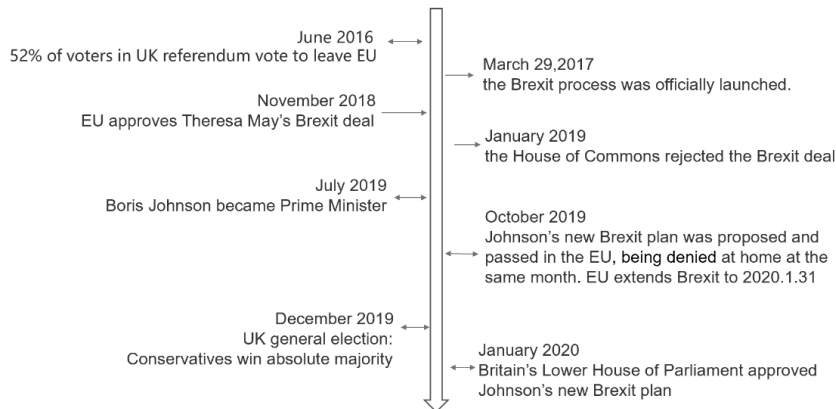 June 2016
52% of voters in UK referendum vote to leave EU
March 29,2017
the Brexit process was officially launched.
November 2018
EU approves Theresa May's Brexit deal
January 2019
the House of Commons rejected the Brexit deal
July 2019
Boris Johnson became Prime Minister
October 2019
Johnson's new Brexit plan was proposed and
passed in the EU, being denied at home at the
same month. EU extends Brexit to 2020.1.31
December 2019
UK general election:
Conservatives win absolute majority
January 2020
Britain's Lower House of Parliament approved
Johnson's new Brexit plan